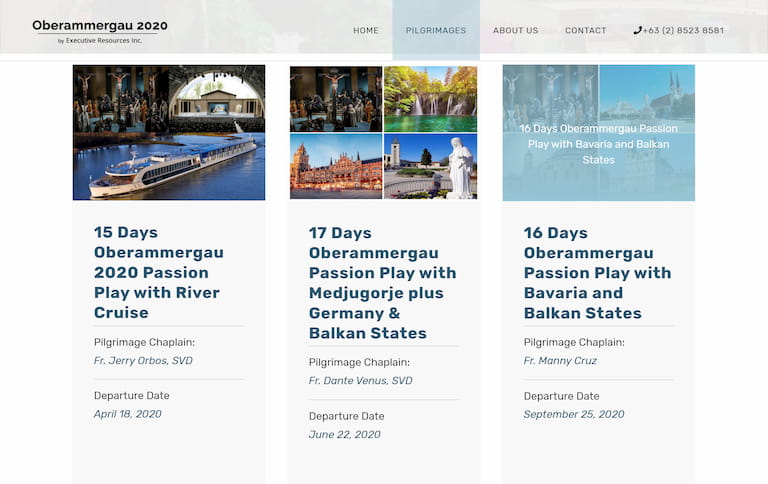 Oberammergau 2020
by Executive Resources Inc.
HOME
PILGRIMAGES
ABOUT US
CONTACT
+63 (2) 8523 8581
15 Days
Oberammergau
2020 Passion
Play with River
Cruise
Pilgrimage Chaplain:
Fr. Jerry Orbos, SVD
Departure Date
April 18, 2020
17 Days
Oberammergau
Passion Play with
Medjugorje plus
Germany &
Balkan States
Pilgrimage Chaplain:
Fr. Dante Venus, SVD
Departure Date
June 22, 2020
16 Days Oberammergau Passion
Play with Bavaria and Balkan
States
16 Days
Oberammergau
Passion Play with
Bavaria and
Balkan States
Pilgrimage Chaplain:
Fr. Manny Cruz
Departure Date
September 25, 2020